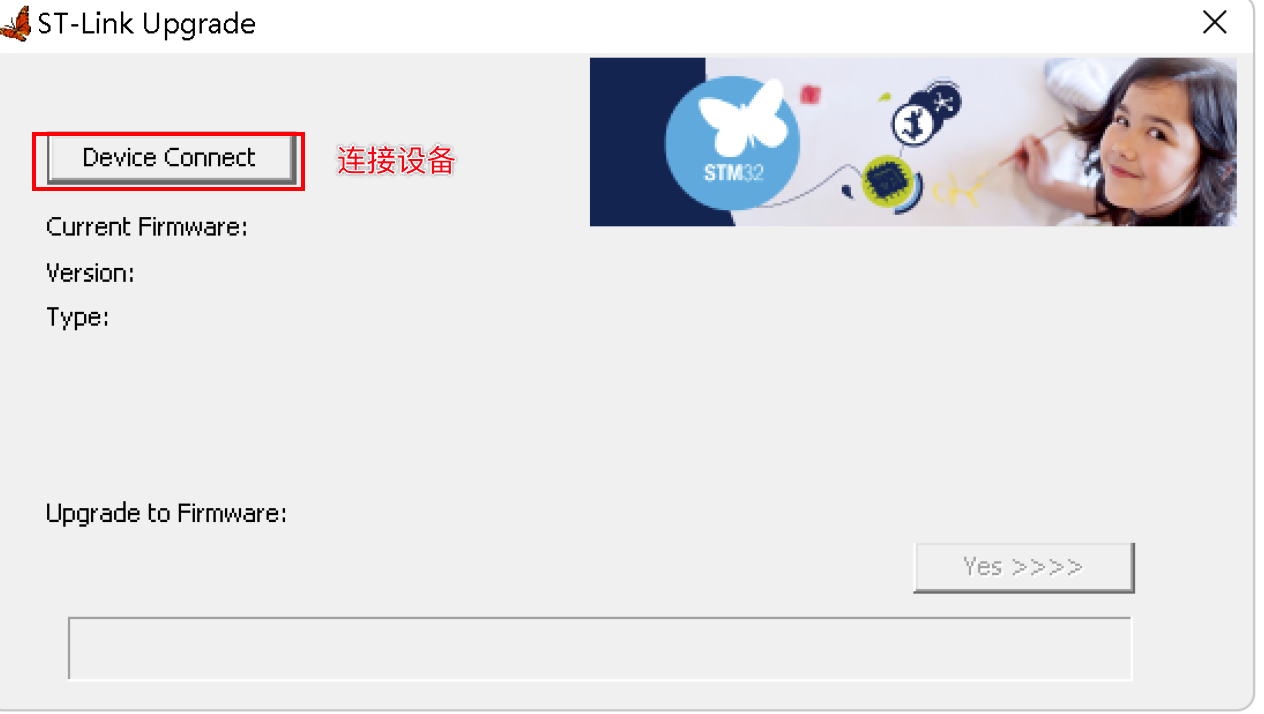 ST-Link Upgrade
STM32
Device Connect
连接设备
Current Firmware:
Version:
Type:
Upgrade to Firmware:
Yes >>>>